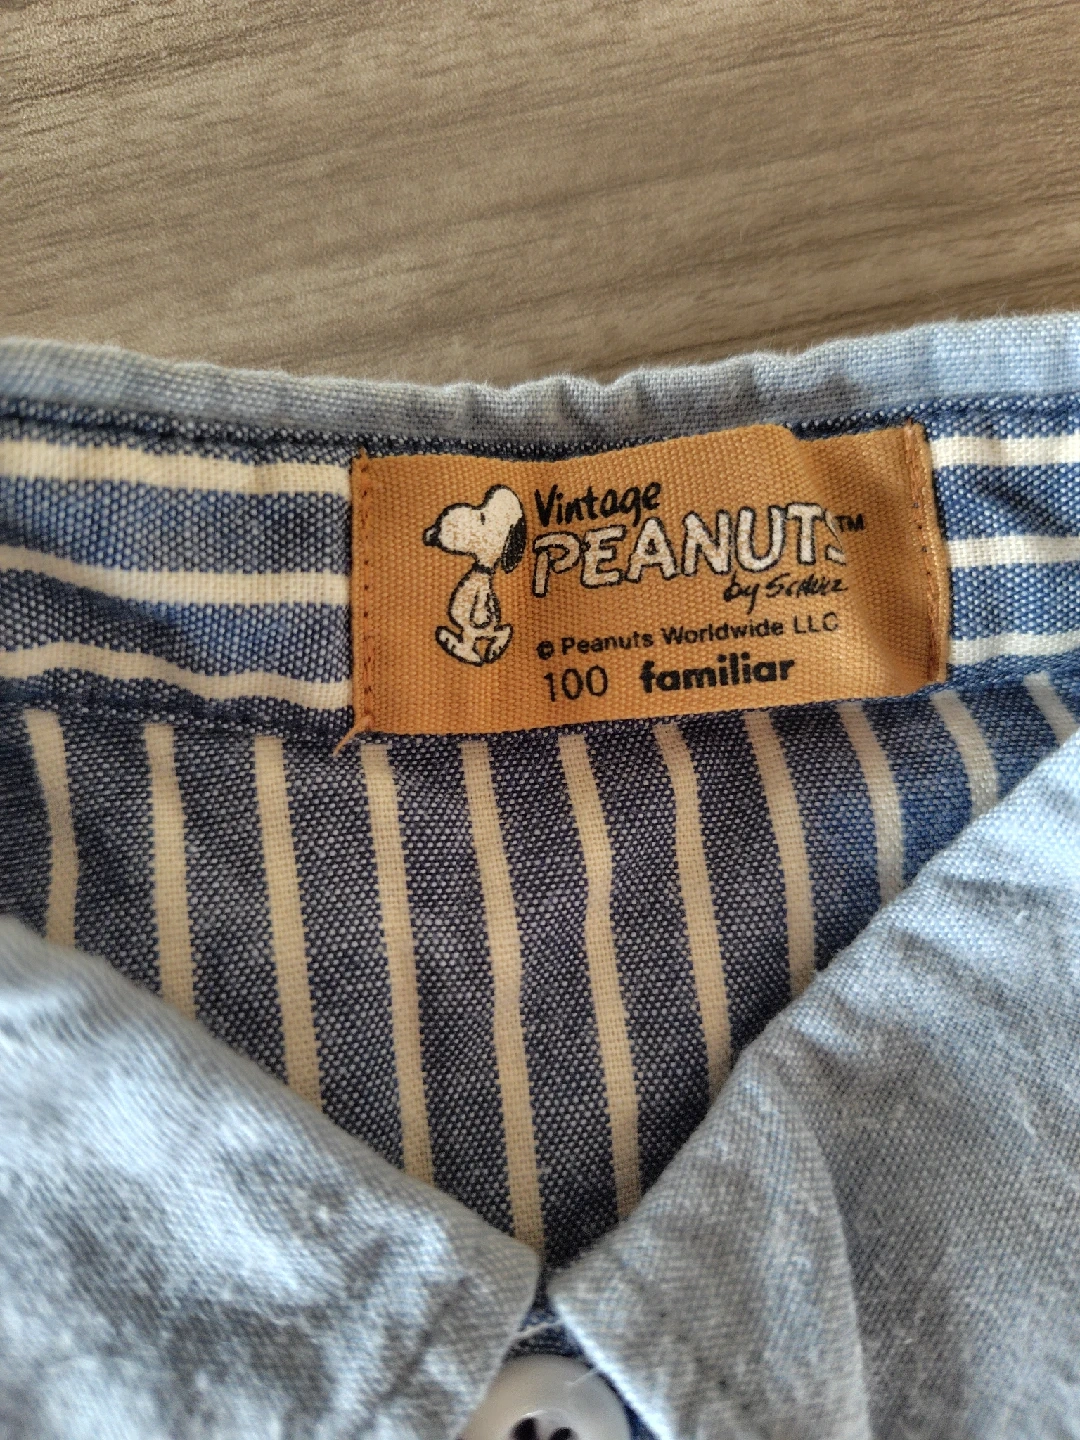 Vintage
PEANUTS™
by Schulz
© Peanuts Worldwide LLC
100 familiar